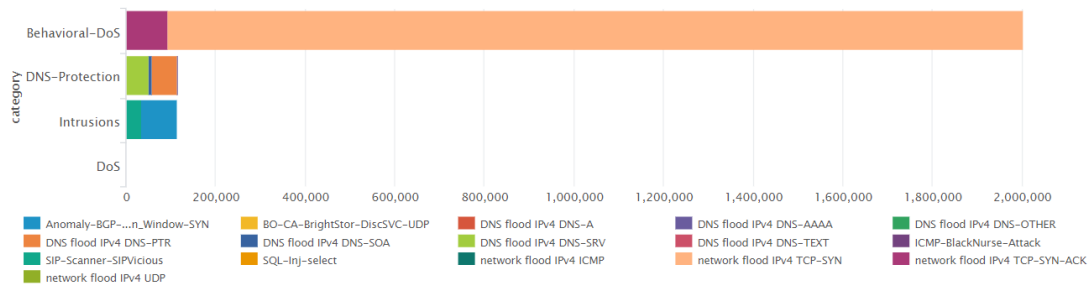 Behavioral-DoS
DNS-Protection
Intrusions
DoS
category
0 200,000 400,000 600,000 800,000 1,000,000 1,200,000 1,400,000 1,600,000 1,800,000 2,000,000
Anomaly-BGP-...n_Window-SYN BO-CA-BrightStor-DiscSVC-UDP DNS flood IPv4 DNS-A DNS flood IPv4 DNS-AAAA DNS flood IPv4 DNS-OTHER
DNS flood IPv4 DNS-PTR DNS flood IPv4 DNS-SOA DNS flood IPv4 DNS-SRV DNS flood IPv4 DNS-TEXT ICMP-BlackNurse-Attack
SIP-Scanner-SIPVicious SQL-Inj-select network flood IPv4 ICMP network flood IPv4 TCP-SYN network flood IPv4 TCP-SYN-ACK
network flood IPv4 UDP